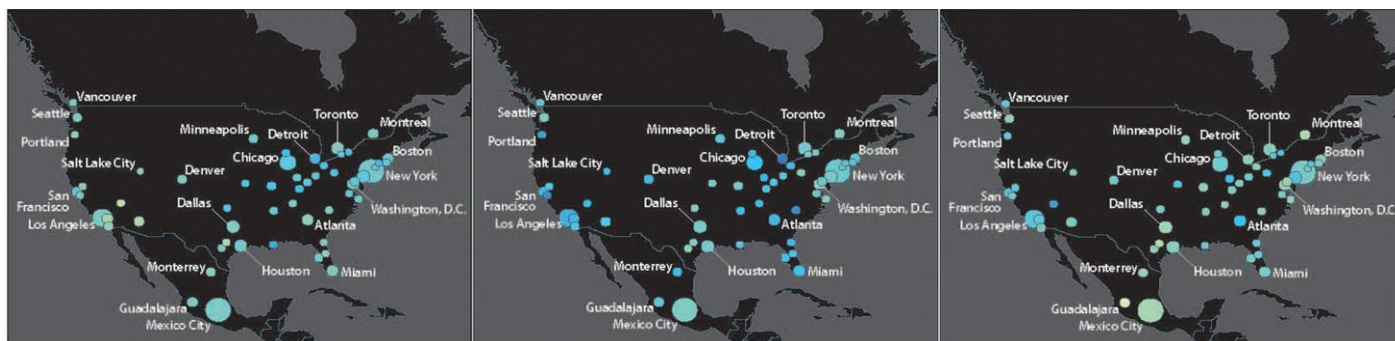 Vancouver
Seattle
Portland
Minneapolis
Toronto
Montreal
Detroit
Boston
Chicago
Salt Lake City
Denver
New York
San
Francisco
Dallas
Washington, D.C.
Los Angeles
Atlanta
Monterrey
Houston
Miami
Guadalajara
Mexico City
Vancouver
Seattle
Portland
Minneapolis
Toronto
Montreal
Detroit
Boston
Chicago
Salt Lake City
Denver
New York
San
Francisco
Dallas
Washington, D.C.
Los Angeles
Atlanta
Monterrey
Houston
Miami
Guadalajara
Mexico City
Vancouver
Seattle
Portland
Minneapolis
Toronto
Montreal
Detroit
Boston
Chicago
Salt Lake City
Denver
New York
San
Francisco
Dallas
Washington, D.C.
Los Angeles
Atlanta
Monterrey
Houston
Miami
Guadalajara
Mexico City